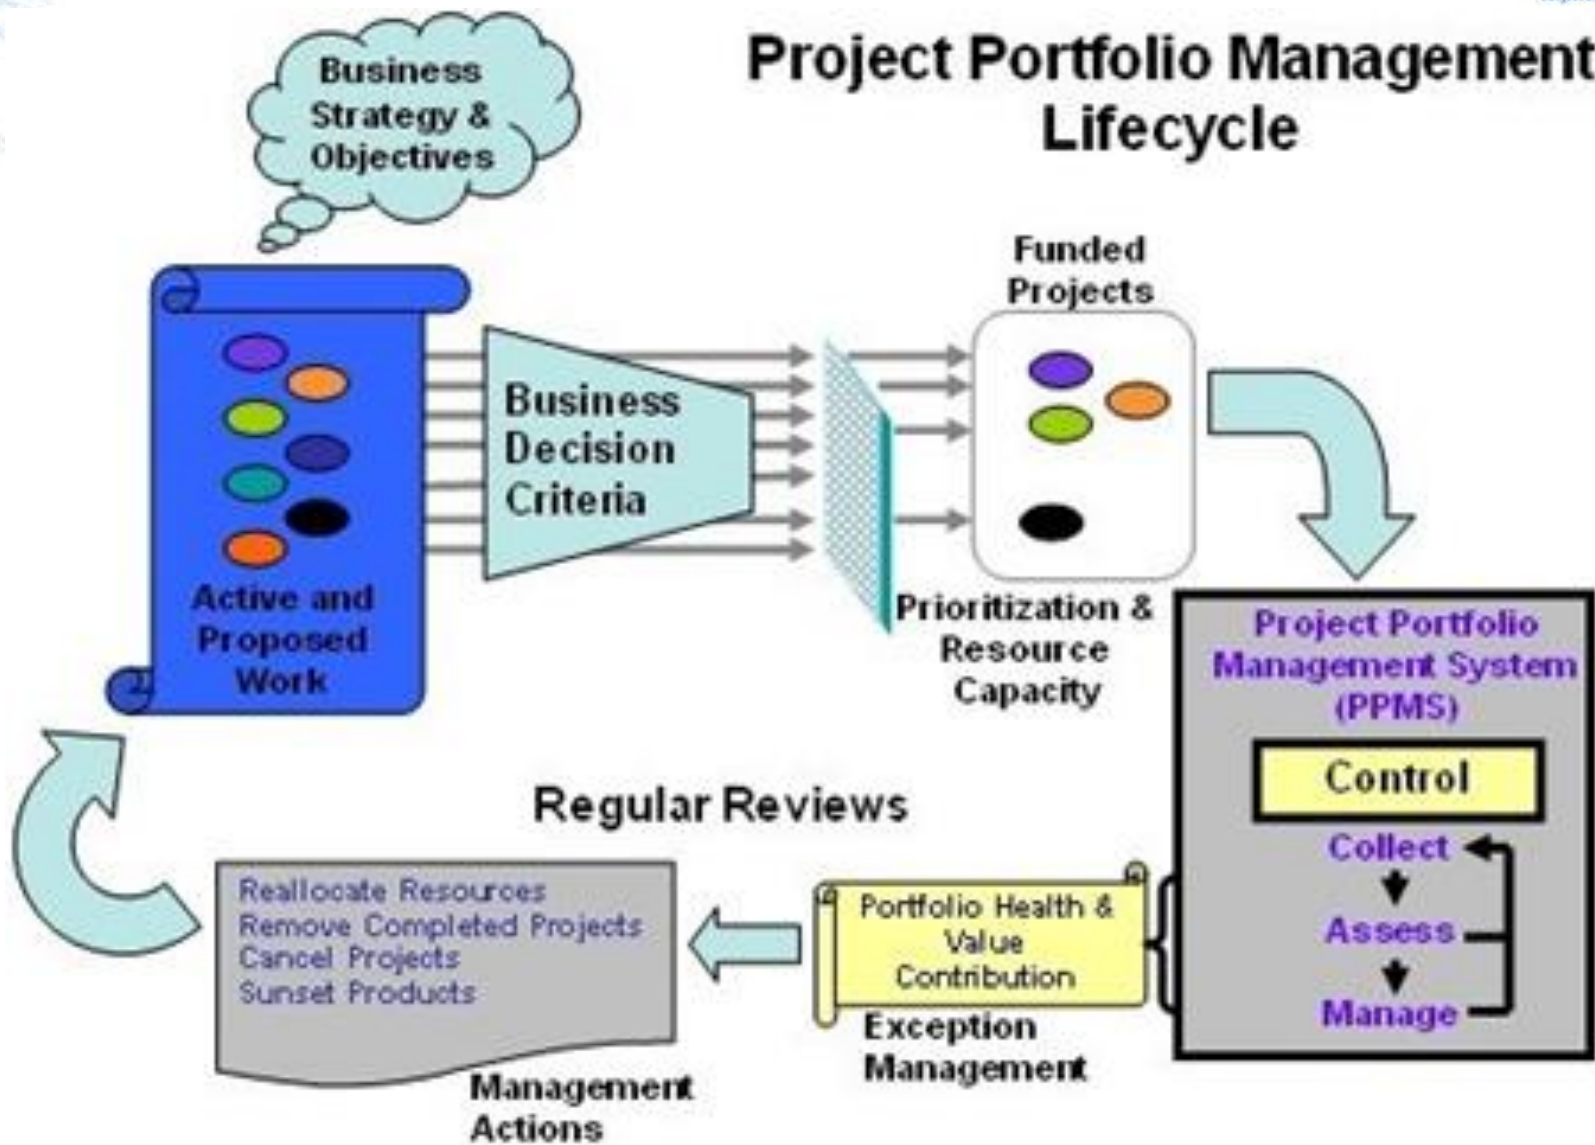 Project Portfolio Management
Lifecycle
Business
Strategy &
Objectives
Active and
Proposed
Work
Business
Decision
Criteria
Funded
Projects
Prioritization &
Resource
Capacity
Project Portfolio
Management System
(PPMS)
Control
Collect
Assess
Manage
Regular Reviews
Portfolio Health &
Value
Contribution
Exception
Management
Reallocate Resources
Remove Completed Projects
Cancel Projects
Sunset Products
Management
Actions